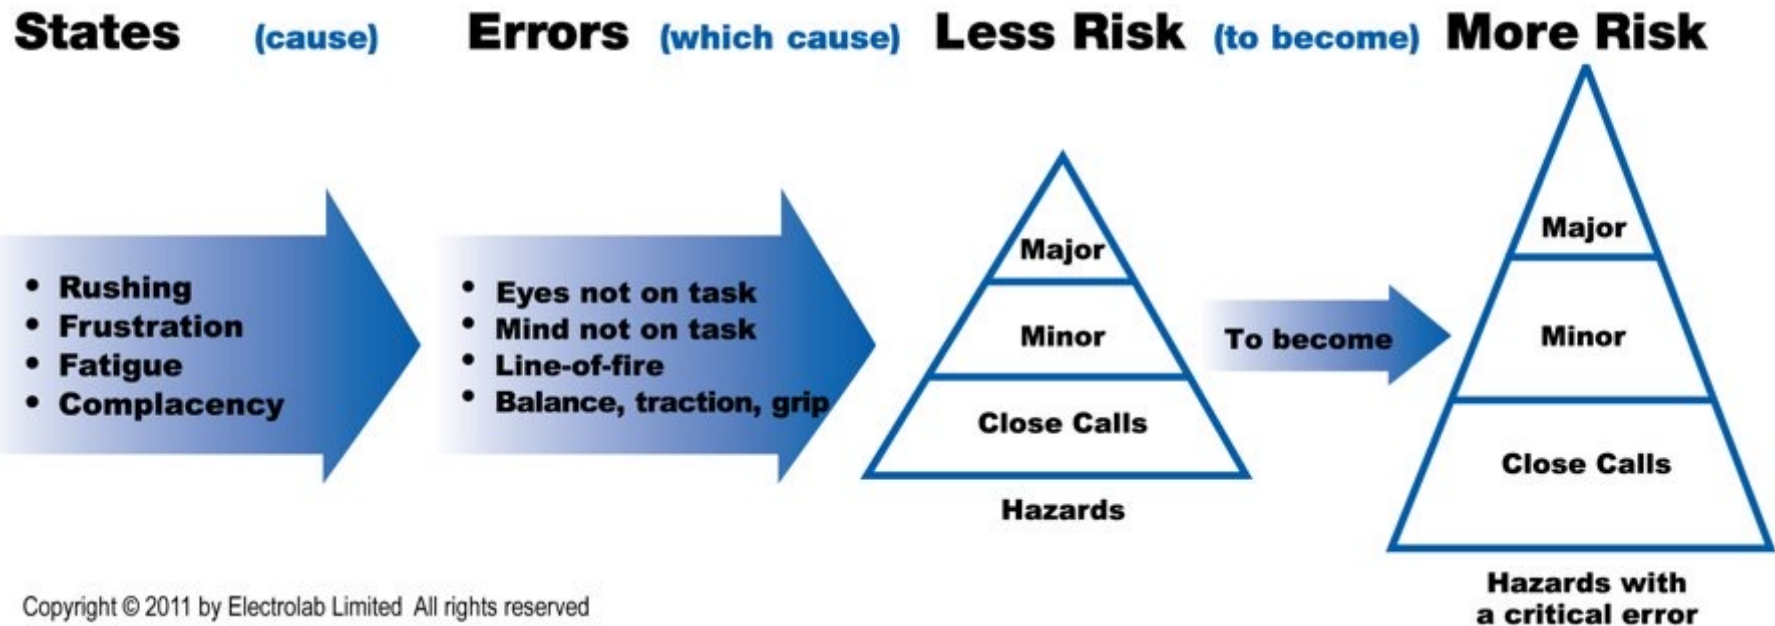 States (cause) Errors (which cause) Less Risk (to become) More Risk
• Rushing
• Frustration
• Fatigue
• Complacency
• Eyes not on task
• Mind not on task
• Line-of-fire
• Balance, traction, grip
Major
Minor
Close Calls
Hazards
To become
Major
Minor
Close Calls
Hazards with
a critical error
Copyright © 2011 by Electrolab Limited All rights reserved